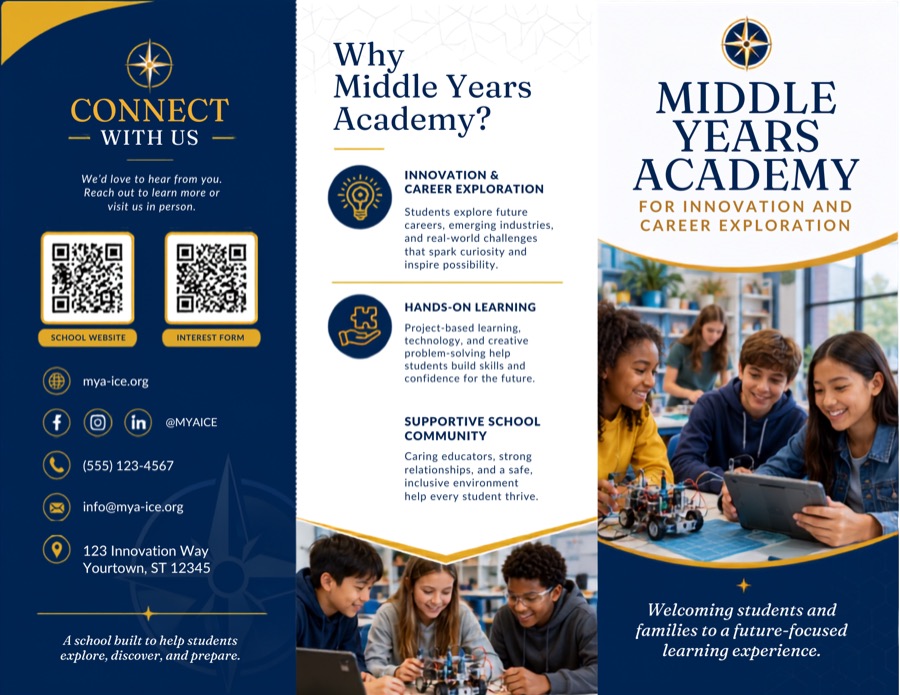 CONNECT
WITH US
We'd love to hear from you.
Reach out to learn more or
visit us in person.
SCHOOL WEBSITE
INTEREST FORM
mya-ice.org
@MYAICE
(555) 123-4567
info@mya-ice.org
123 Innovation Way
Yourtown, ST 12345
A school built to help students
explore, discover, and prepare.
Why
Middle Years
Academy?
INNOVATION &
CAREER EXPLORATION
Students explore future
careers, emerging industries,
and real-world challenges
that spark curiosity and
inspire possibility.
HANDS-ON LEARNING
Project-based learning,
technology, and creative
problem-solving help
students build skills and
confidence for the future.
SUPPORTIVE SCHOOL
COMMUNITY
Caring educators, strong
relationships, and a safe,
inclusive environment
help every student thrive.
MIDDLE
YEARS
ACADEMY
FOR INNOVATION AND
CAREER EXPLORATION
Welcoming students and
families to a future-focused
learning experience.